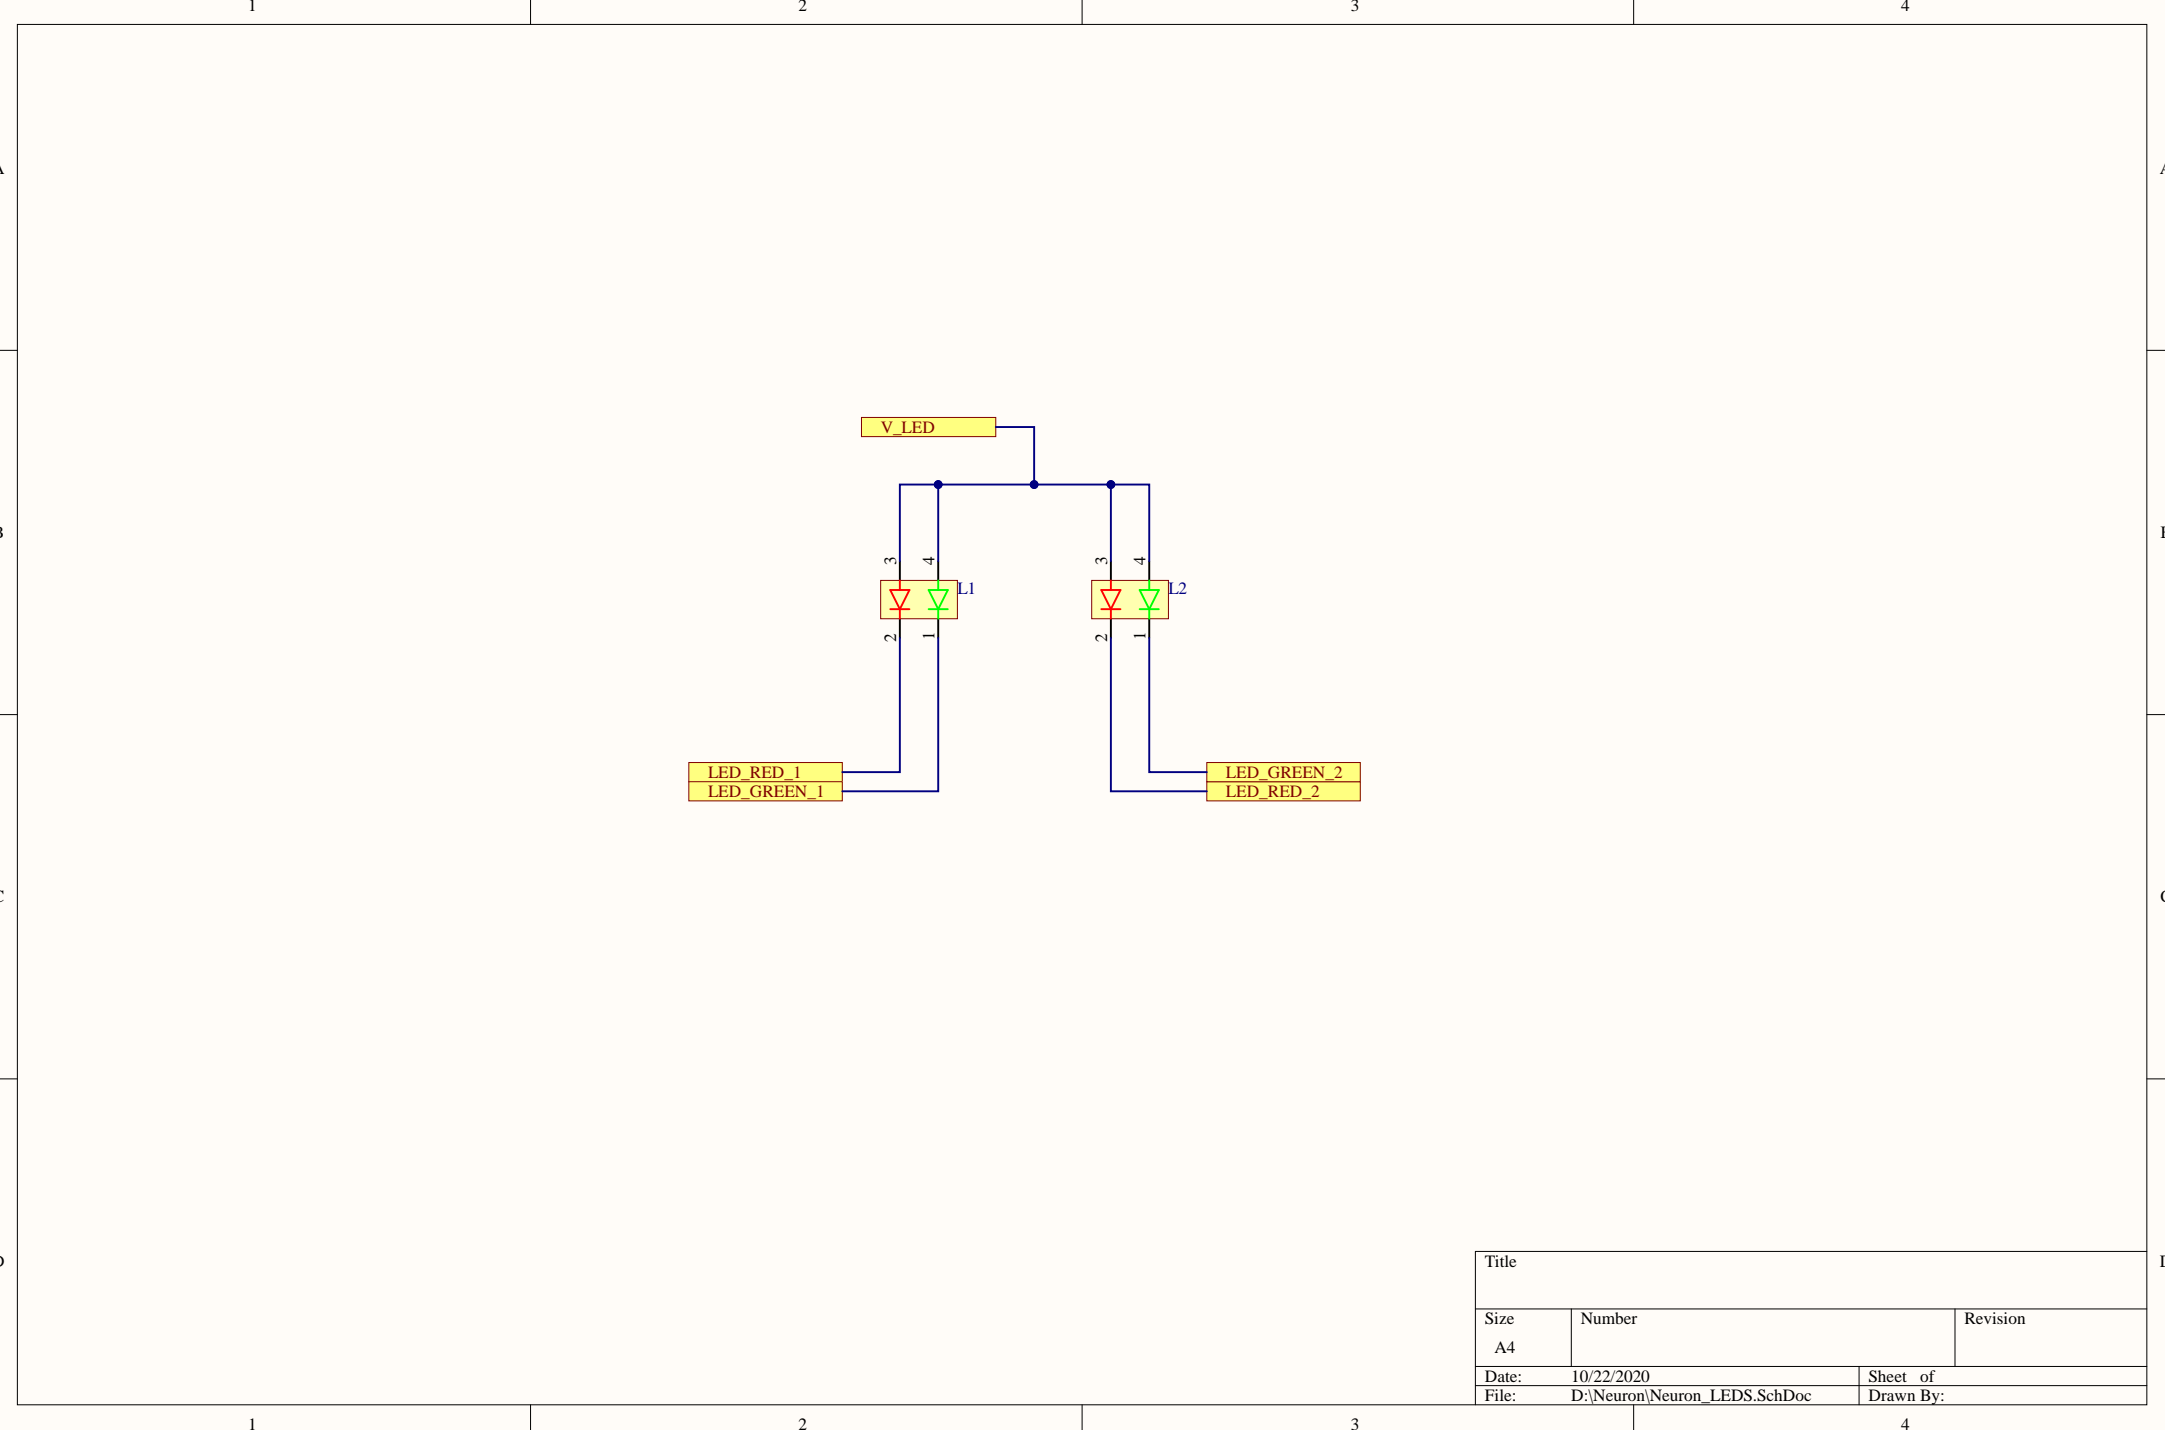 1 2 3 4
A A
V_LED
B
3 4 3 4
L1 L2
2 1 2 1
LED_RED_1 LED_GREEN_2
LED_GREEN_1 LED_RED_2
C
Title
Size Number Revision
A4
Date: 10/22/2020 Sheet of
File: D:\Neuron\Neuron_LEDS.SchDoc Drawn By:
1 2 3 4